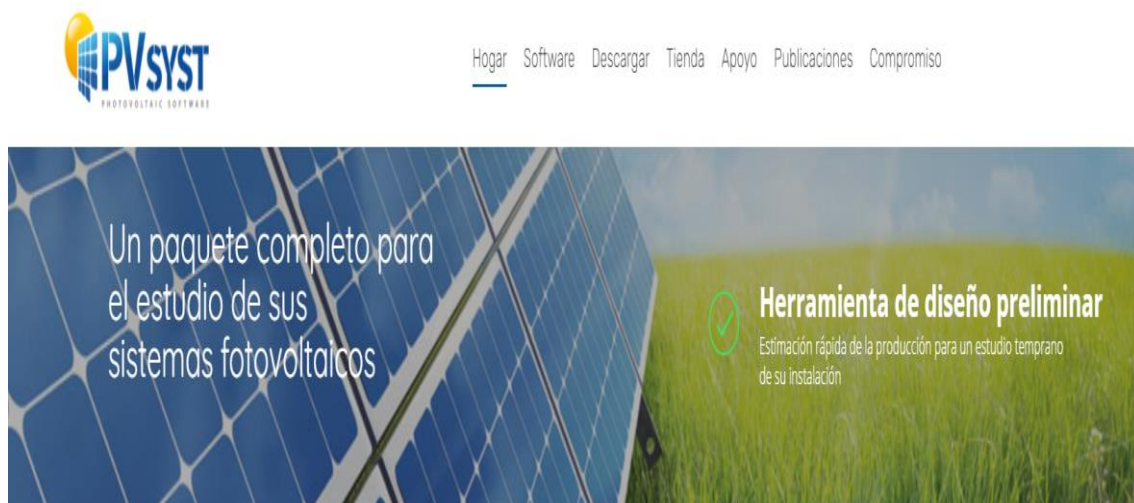 PVSYST
PHOTOVOLTAIC SOFTWARE
Hogar Software Descargar Tienda Apoyo Publicaciones Compromiso
Un paquete completo para
el estudio de sus
sistemas fotovoltaicos
Herramienta de diseño preliminar
Estimación rápida de la producción para un estudio temprano
de su instalación